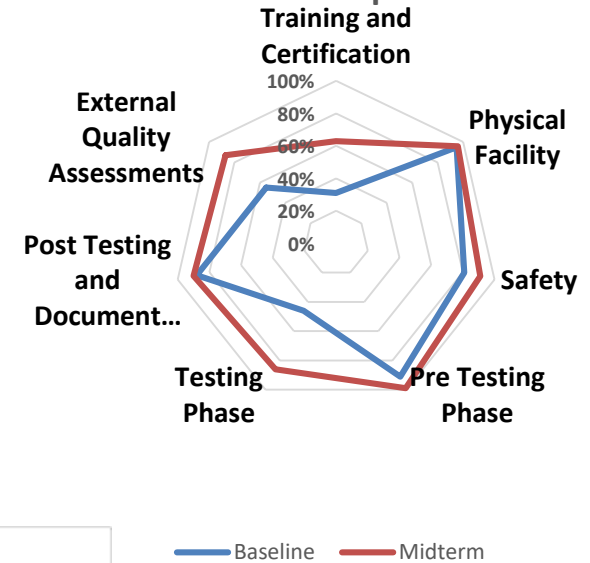 Training and
Certification
100%
80%
60%
40%
20%
0%
Physical
Facility
Safety
Pre Testing
Phase
Testing
Phase
Post Testing
and
Document...
External
Quality
Assessments
Baseline
Midterm